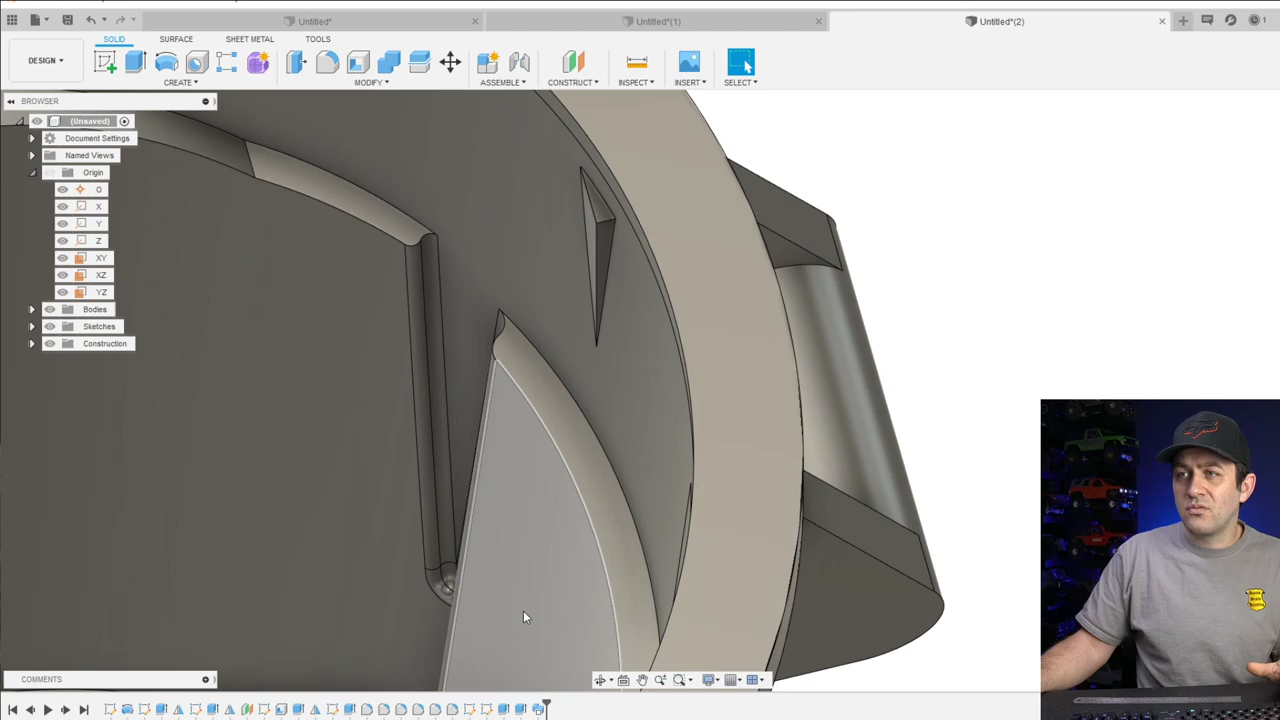 Untitled*
Untitled*(1)
Untitled*(2)
1
DESIGN
SOLID
SURFACE
SHEET METAL
TOOLS
CREATE
MODIFY
ASSEMBLE
CONSTRUCT
INSPECT
INSERT
SELECT
BROWSER
(Unsaved)
Document Settings
Named Views
Origin
O
X
Y
Z
XY
XZ
YZ
Bodies
Sketches
Construction
COMMENTS